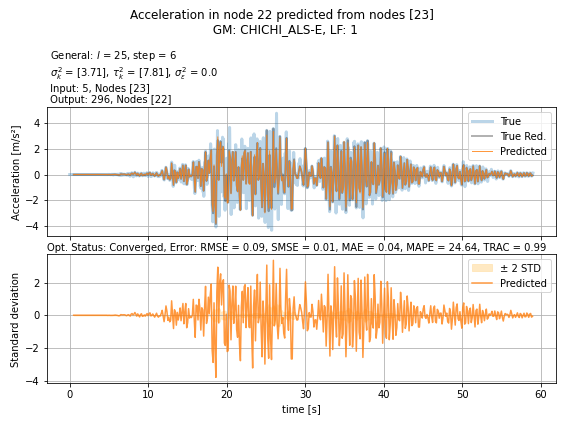 Acceleration in node 22 predicted from nodes [23]
GM: CHICHI_ALS-E, LF: 1
General: l = 25, step = 6
σ²ₖ = [3.71], τ²ₖ = [7.81], σ²ε = 0.0
Input: 5, Nodes [23]
Output: 296, Nodes [22]
Acceleration [m/s²]
4
2
0
−2
−4
True
True Red.
Predicted
Opt. Status: Converged, Error: RMSE = 0.09, SMSE = 0.01, MAE = 0.04, MAPE = 24.64, TRAC = 0.99
Standard deviation
2
0
−2
−4
± 2 STD
Predicted
0 10 20 30 40 50 60
time [s]